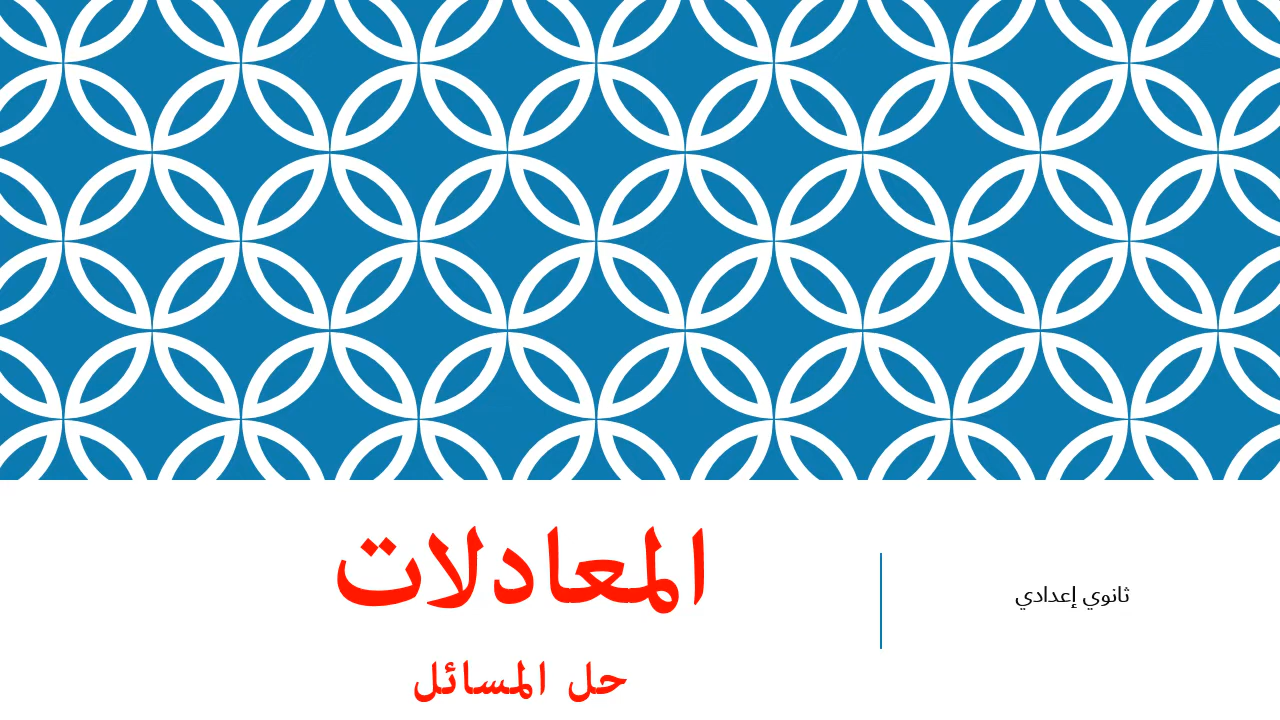 المعادلات
حل المسائل
ثانوي إعدادي